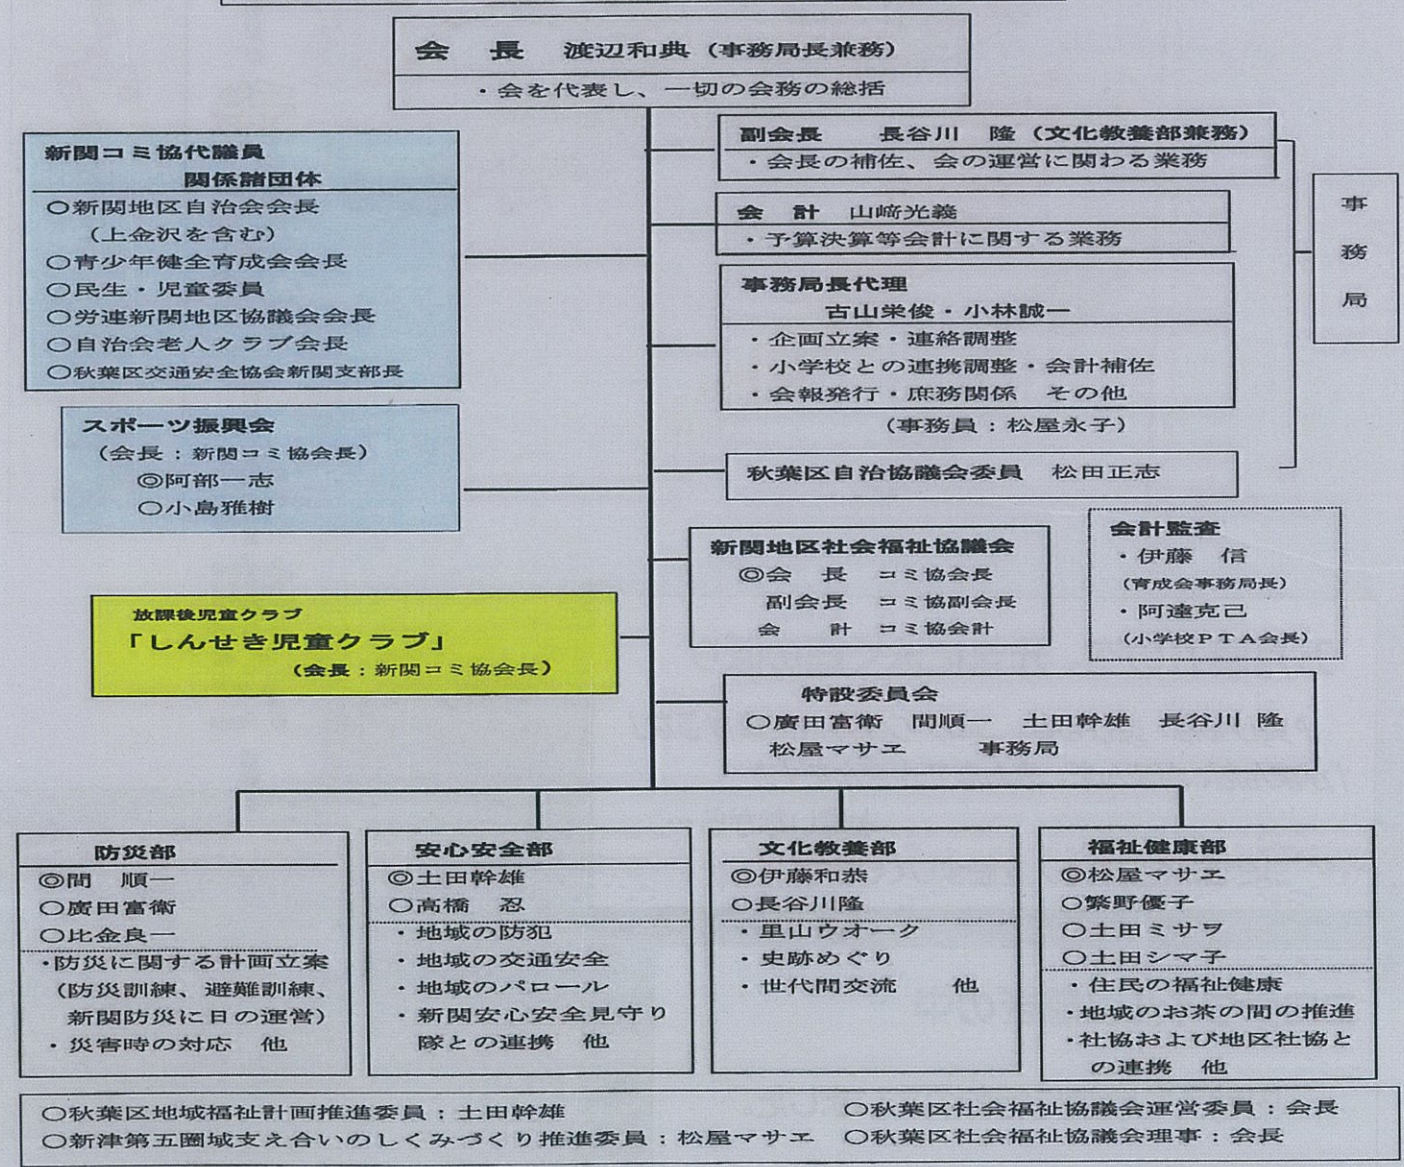 会　長　渡辺和典（事務局長兼務）
・会を代表し、一切の会務の総括
新関コミ協代議員
関係諸団体
○新関地区自治会会長
（上金沢を含む）
○青少年健全育成会会長
○民生・児童委員
○労連新関地区協議会会長
○自治会老人クラブ会長
○秋葉区交通安全協会新関支部長
スポーツ振興会
（会長：新関コミ協会長）
◎阿部一志
○小島雅樹
放課後児童クラブ
「しんせき児童クラブ」
（会長：新関コミ協会長）
副会長　長谷川　隆（文化教養部兼務）
・会長の補佐、会の運営に関わる業務
会　計　山﨑光義
・予算決算等会計に関する業務
事務局長代理
古山栄俊・小林誠一
・企画立案・連絡調整
・小学校との連携調整・会計補佐
・会報発行・庶務関係　その他
（事務員：松屋永子）
秋葉区自治協議会委員　松田正志
事
務
局
新関地区社会福祉協議会
◎会　長　コミ協会長
副会長　コミ協副会長
会　計　コミ協会計
会計監査
・伊藤　信
（育成会事務局長）
・阿達克己
（小学校ＰＴＡ会長）
特設委員会
○廣田富衛　間順一　土田幹雄　長谷川 隆
松屋マサヱ　事務局
防災部
◎間　順一
○廣田富衛
○比金良一
・防災に関する計画立案
（防災訓練、避難訓練、
新関防災に日の運営）
・災害時の対応　他
安心安全部
◎土田幹雄
○高橋　忍
・地域の防犯
・地域の交通安全
・地域のパロール
・新関安心安全見守り
隊との連携　他
文化教養部
◎伊藤和恭
○長谷川隆
・里山ウオーク
・史跡めぐり
・世代間交流　他
福祉健康部
◎松屋マサヱ
○繁野優子
○土田ミサヲ
○土田シマ子
・住民の福祉健康
・地域のお茶の間の推進
・社協および地区社協と
の連携　他
○秋葉区地域福祉計画推進委員：土田幹雄
○秋葉区社会福祉協議会運営委員：会長
○新津第五圏域支え合いのしくみづくり推進委員：松屋マサヱ
○秋葉区社会福祉協議会理事：会長